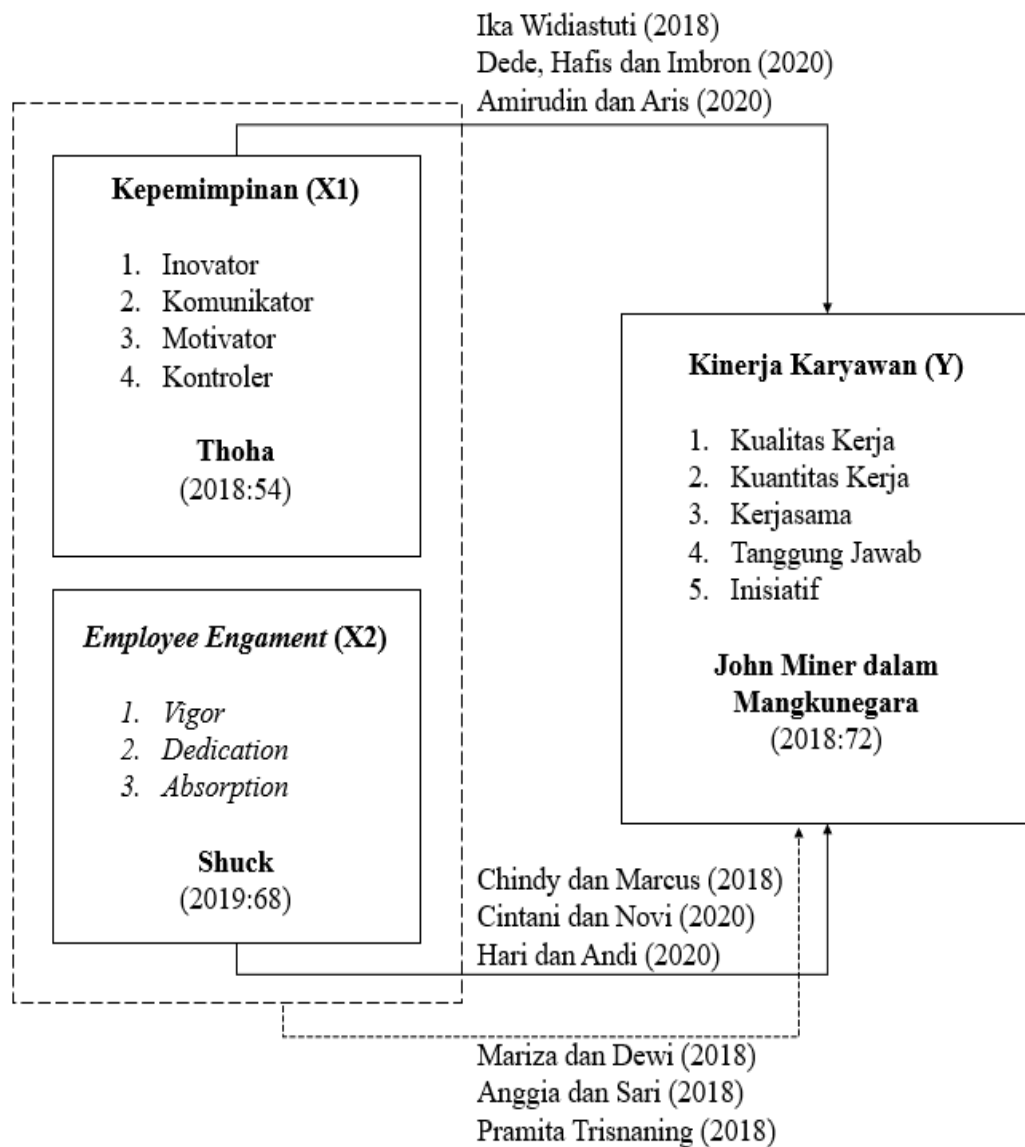 Ika Widiastuti (2018)
Dede, Hafis dan Imbron (2020)
Amirudin dan Aris (2020)
Kepemimpinan (X1)
1. Inovator
2. Komunikator
3. Motivator
4. Kontroler
Thoha
(2018:54)
Employee Engament (X2)
1. Vigor
2. Dedication
3. Absorption
Shuck
(2019:68)
Kinerja Karyawan (Y)
1. Kualitas Kerja
2. Kuantitas Kerja
3. Kerjasama
4. Tanggung Jawab
5. Inisiatif
John Miner dalam
Mangkunegara
(2018:72)
Chindy dan Marcus (2018)
Cintani dan Novi (2020)
Hari dan Andi (2020)
Mariza dan Dewi (2018)
Anggia dan Sari (2018)
Pramita Trisnaning (2018)